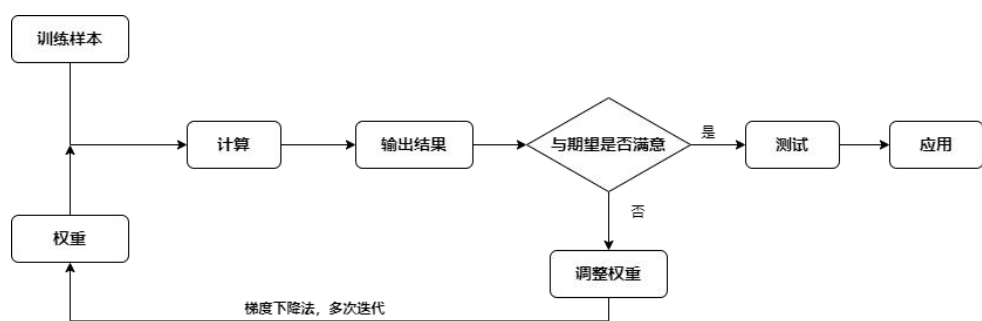 训练样本
计算
输出结果
与期望是否满意
是
测试
应用
否
权重
调整权重
梯度下降法，多次迭代